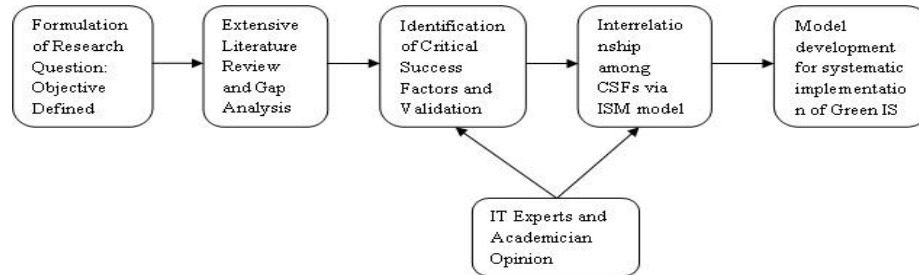 Formulation
of Research
Question:
Objective
Defined
Extensive
Literature
Review
and Gap
Analysis
Identification
of Critical
Success
Factors and
Validation
Interrelatio
nship
among
CSFs via
ISM model
Model
development
for systematic
implementatio
n of Green IS
IT Experts and
Academician
Opinion